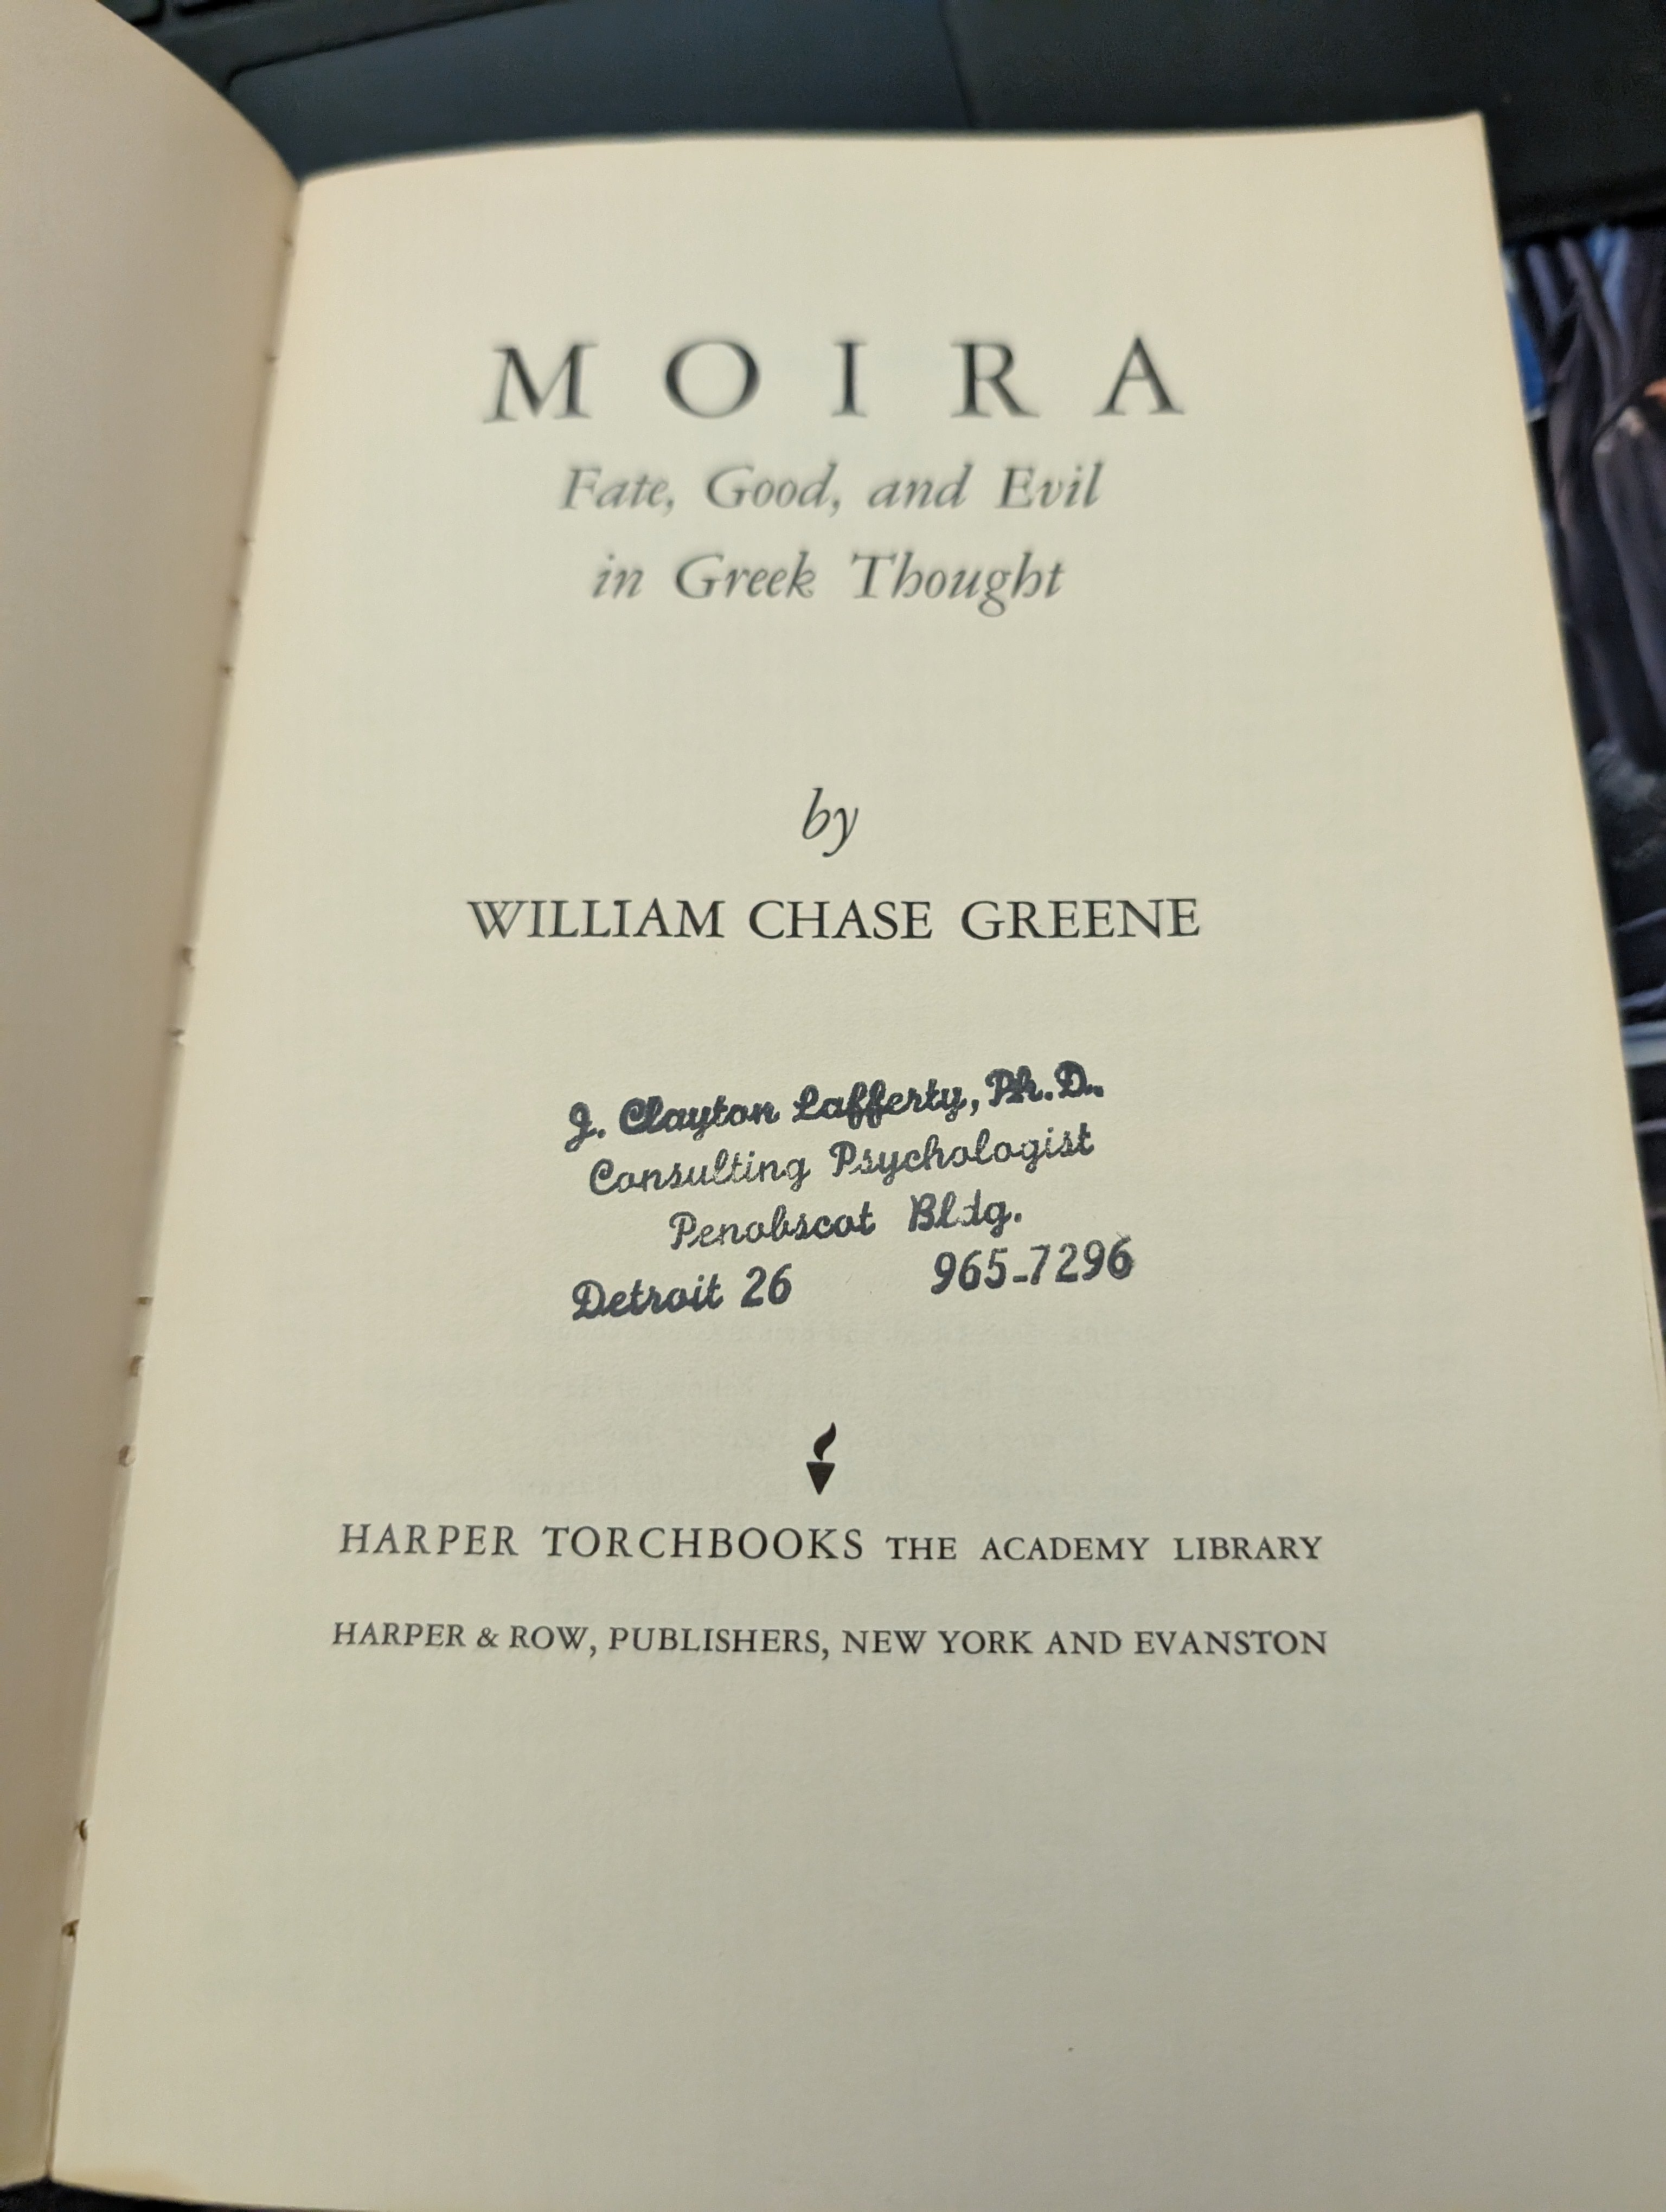 MOIRA
Fate, Good, and Evil
in Greek Thought
by
WILLIAM CHASE GREENE
J. Clayton Lafferty, Ph.D.
Consulting Psychologist
Penobscot Bldg.
Detroit 26 965-7296
HARPER TORCHBOOKS THE ACADEMY LIBRARY
HARPER & ROW, PUBLISHERS, NEW YORK AND EVANSTON